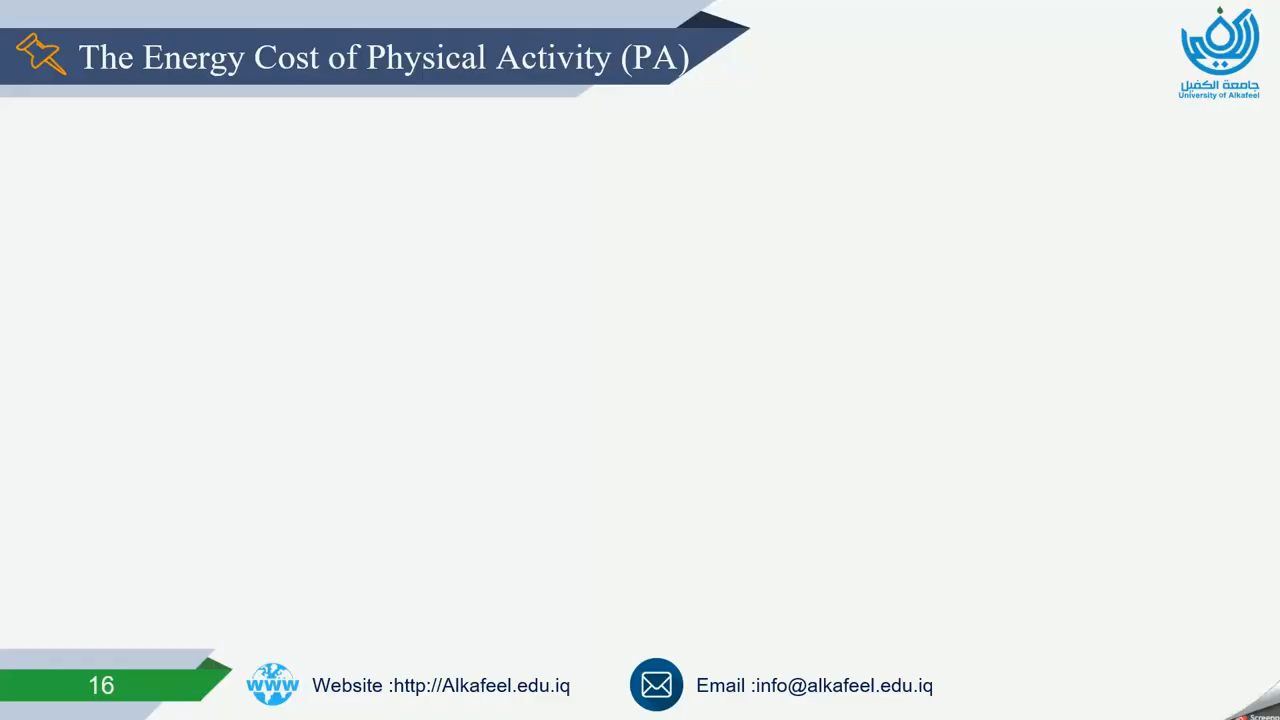 The Energy Cost of Physical Activity (PA)
جامعة الكفيل
University of Alkafeel
16
www
Website :http://Alkafeel.edu.iq
Email :info@alkafeel.edu.iq